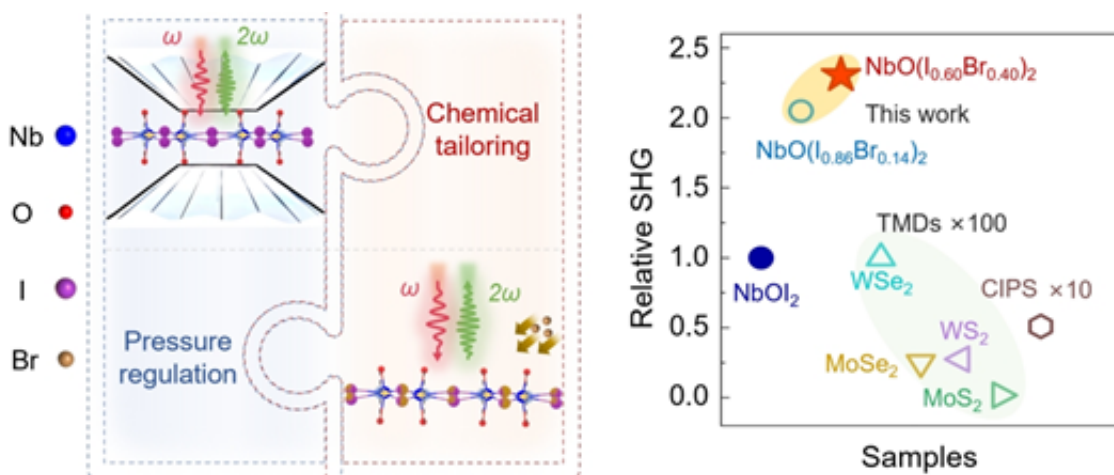 Nb
O
I
Br
ω 2ω
Chemical
tailoring
Pressure
regulation
ω 2ω
Relative SHG
2.5
2.0
1.5
1.0
0.5
0.0
NbO(I₀.₆₀Br₀.₄₀)₂
This work
NbO(I₀.₈₆Br₀.₁₄)₂
TMDs ×100
NbOI₂
WSe₂
CIPS ×10
WS₂
MoSe₂
MoS₂
Samples